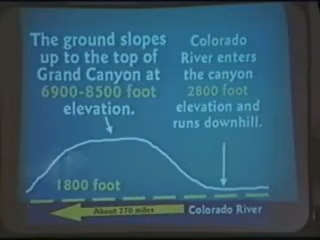 The ground slopes
up to the top of
Grand Canyon at
6900-8500 foot
elevation.
Colorado
River enters
the canyon
2800 foot
elevation and
runs downhill.
1800 foot
About 270 miles
Colorado River